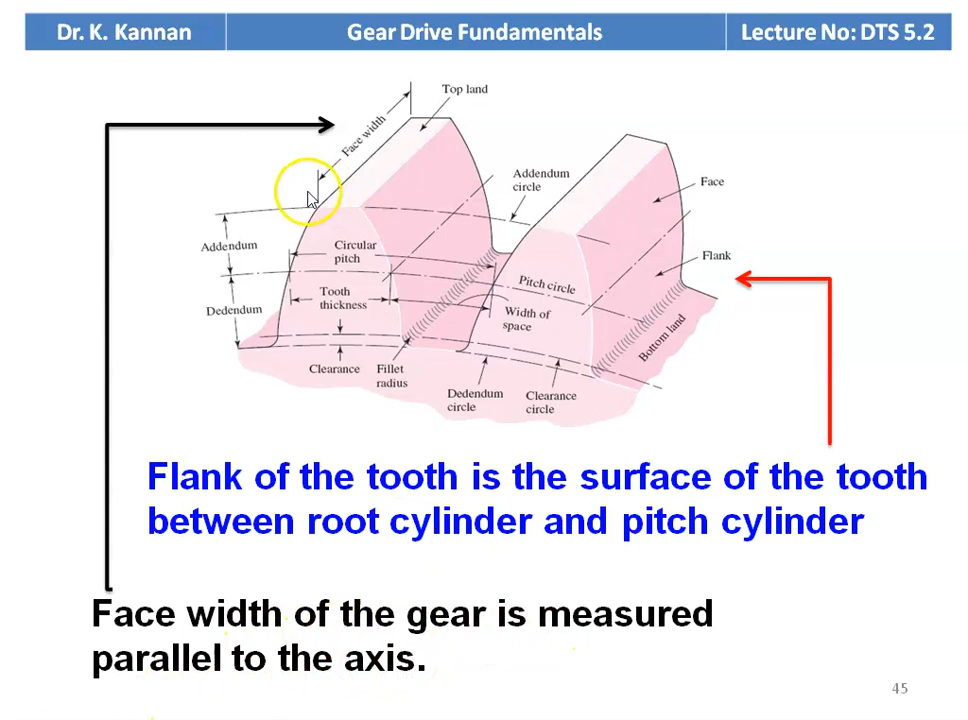 Dr. K. Kannan
Gear Drive Fundamentals
Lecture No: DTS 5.2
Top land
Face width
Addendum
circle
Face
Addendum
Circular
pitch
Flank
Pitch circle
Tooth
thickness
Dedendum
Width of
space
Bottom land
Clearance
Fillet
radius
Dedendum
circle
Clearance
circle
Flank of the tooth is the surface of the tooth
between root cylinder and pitch cylinder
Face width of the gear is measured
parallel to the axis.
45